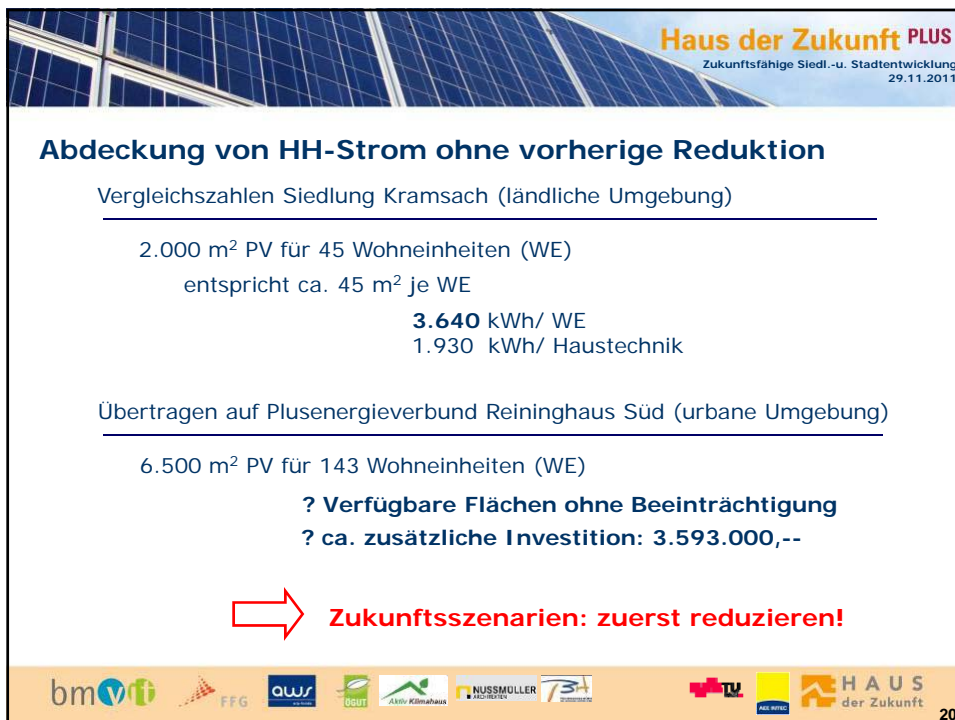 Haus der Zukunft PLUS
Zukunftsfähige Siedl.-u. Stadtentwicklung
29.11.2011
Abdeckung von HH-Strom ohne vorherige Reduktion
Vergleichszahlen Siedlung Kramsach (ländliche Umgebung)
2.000 m² PV für 45 Wohneinheiten (WE)
entspricht ca. 45 m² je WE
3.640 kWh/ WE
1.930 kWh/ Haustechnik
Übertragen auf Plusenergieverbund Reininghaus Süd (urbane Umgebung)
6.500 m² PV für 143 Wohneinheiten (WE)
? Verfügbare Flächen ohne Beeinträchtigung
? ca. zusätzliche Investition: 3.593.000,--
Zukunftsszenarien: zuerst reduzieren!
bmvit FFG aws ÖGUT Aktiv Klimahaus NUSSMÜLLER ARCHITEKTEN TU AEE INTEC HAUS der Zukunft
20